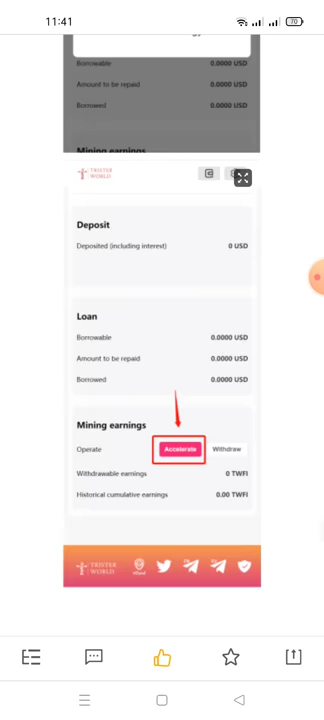 11:41
70
Borrowable 0.0000 USD
Amount to be repaid 0.0000 USD
Borrowed 0.0000 USD
Mining earnings
TRISTER
WORLD
Deposit
Deposited (including interest) 0 USD
Loan
Borrowable 0.0000 USD
Amount to be repaid 0.0000 USD
Borrowed 0.0000 USD
Mining earnings
Operate Accelerate Withdraw
Withdrawable earnings 0 TWFI
Historical cumulative earnings 0.00 TWFI
TRISTER
WORLD